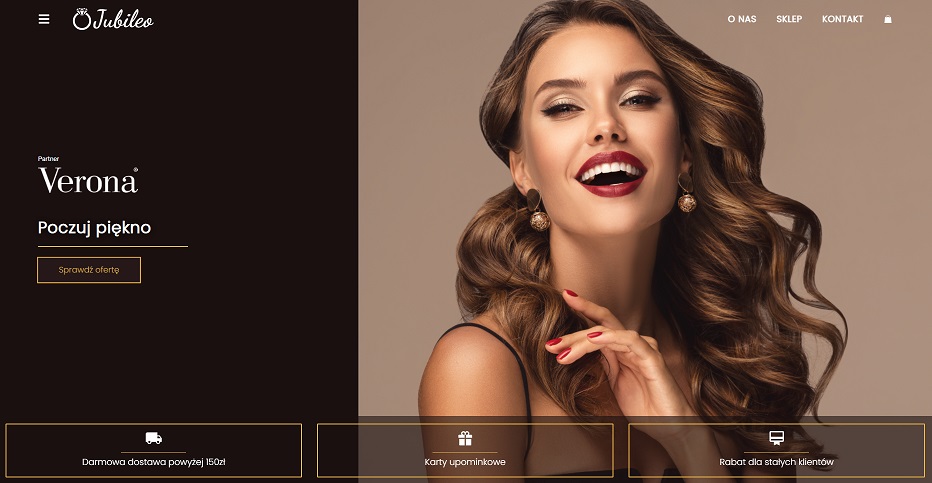 Jubileo
O NAS
SKLEP
KONTAKT
Partner
Verona®
Poczuj piękno
Sprawdź ofertę
Darmowa dostawa powyżej 150zł
Karty upominkowe
Rabat dla stałych klientów